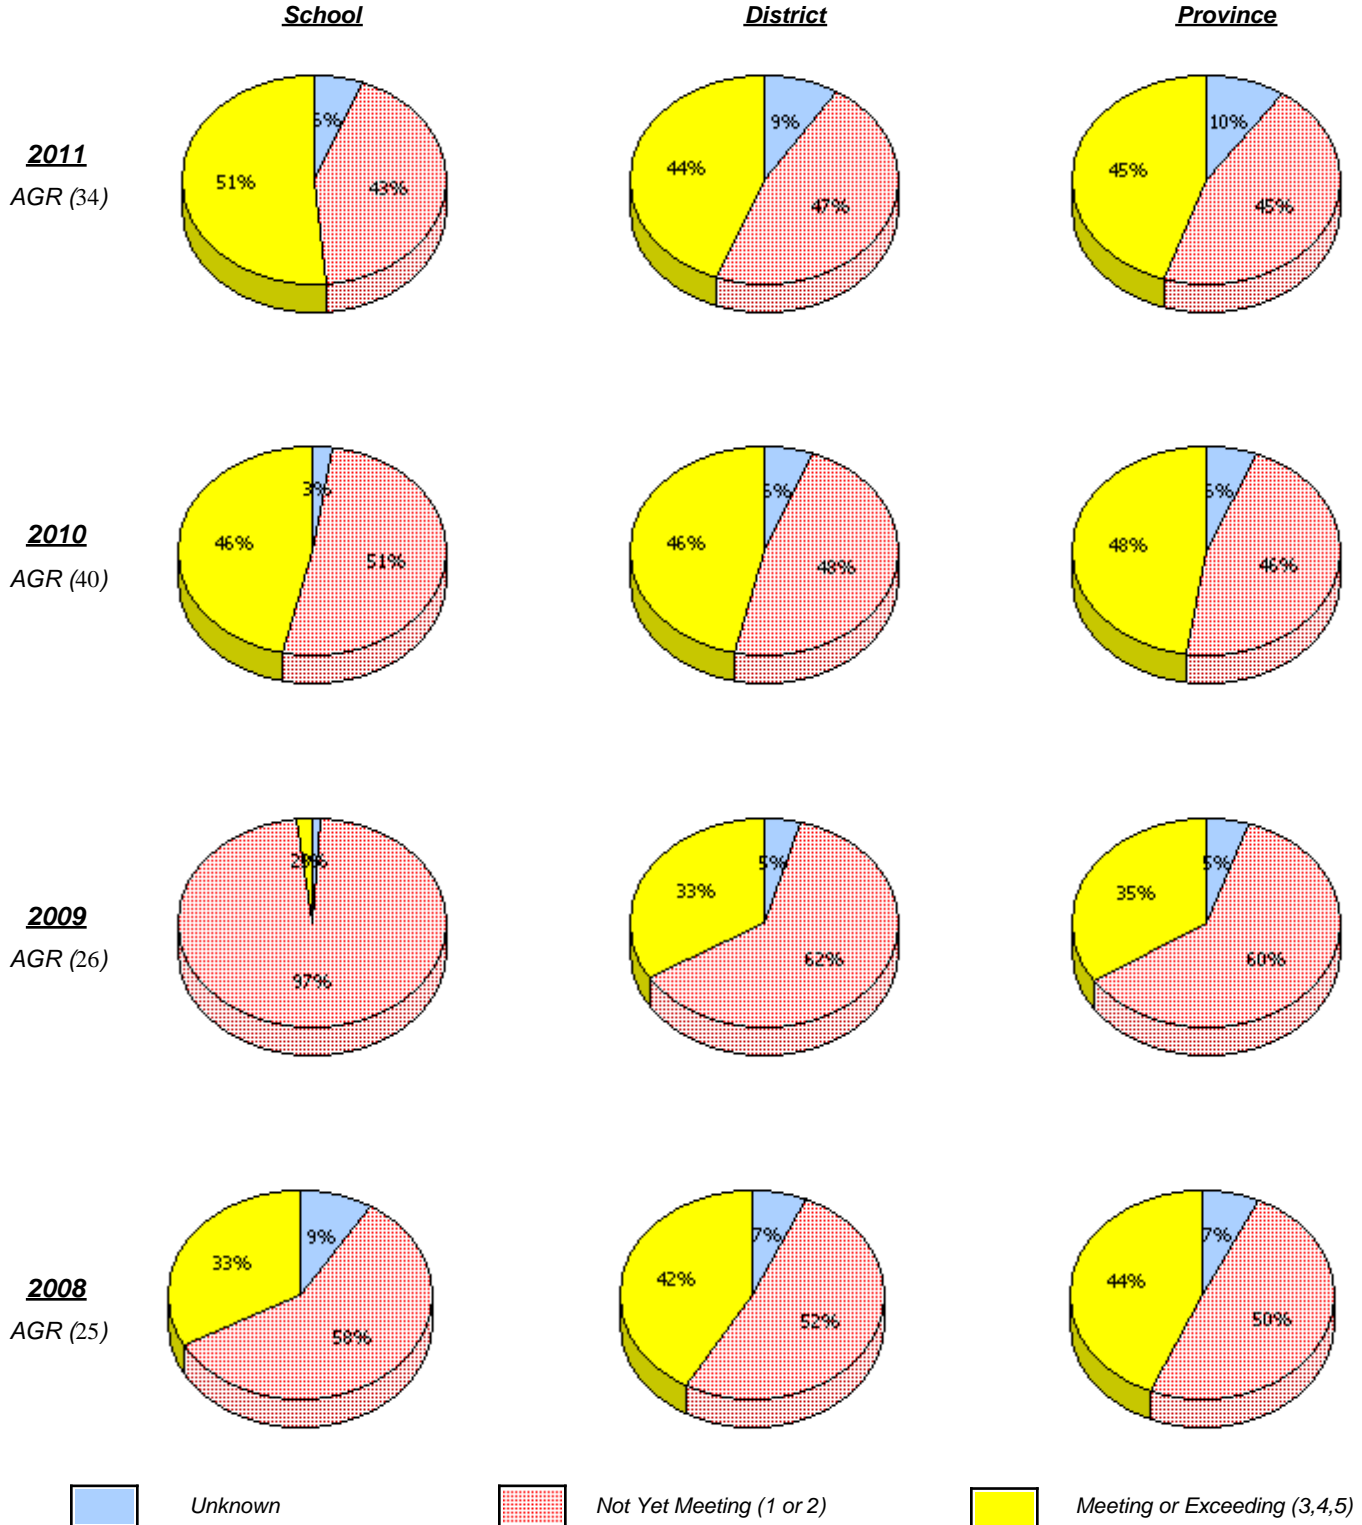 School District Province
6% 9% 10%
2011
51% 43% 44% 47% 45% 45%
AGR (34)
3% 6% 6%
2010
46% 51% 46% 48% 48% 46%
AGR (40)
5% 5%
33% 35%
2009
AGR (26)
97% 62% 60%
9% 7% 7%
33% 42% 44%
2008
AGR (25)
58% 52% 50%
Unknown Not Yet Meeting (1 or 2) Meeting or Exceeding (3,4,5)